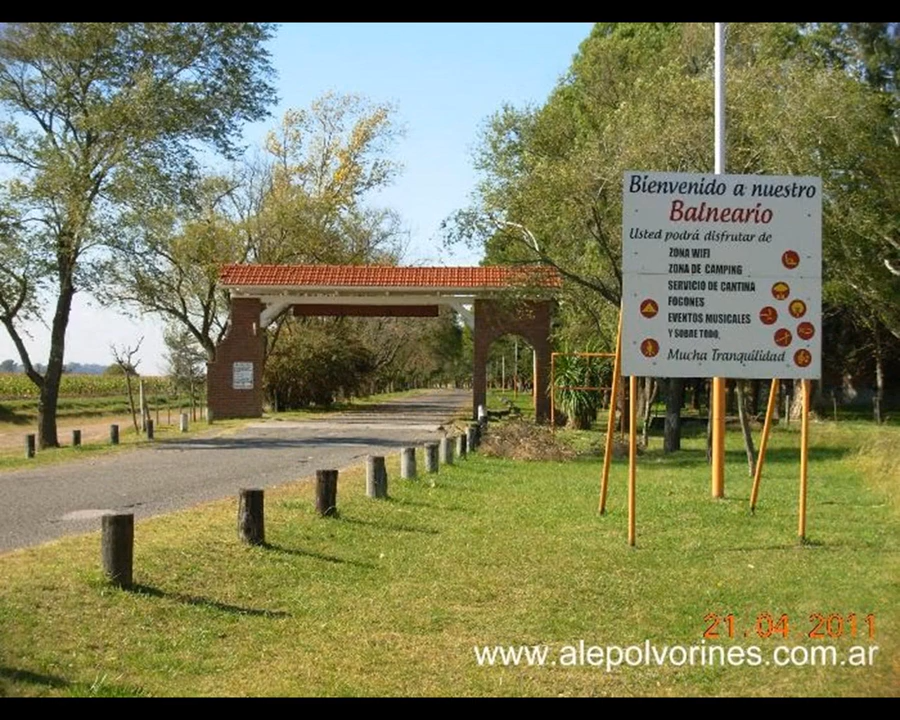 Bienvenido a nuestro
Balneario
Usted podrá disfrutar de
ZONA WIFI
ZONA DE CAMPING
SERVICIO DE CANTINA
FOGONES
EVENTOS MUSICALES
Y SOBRE TODO,
Mucha Tranquilidad
21 04 2011
www.alepolvorines.com.ar